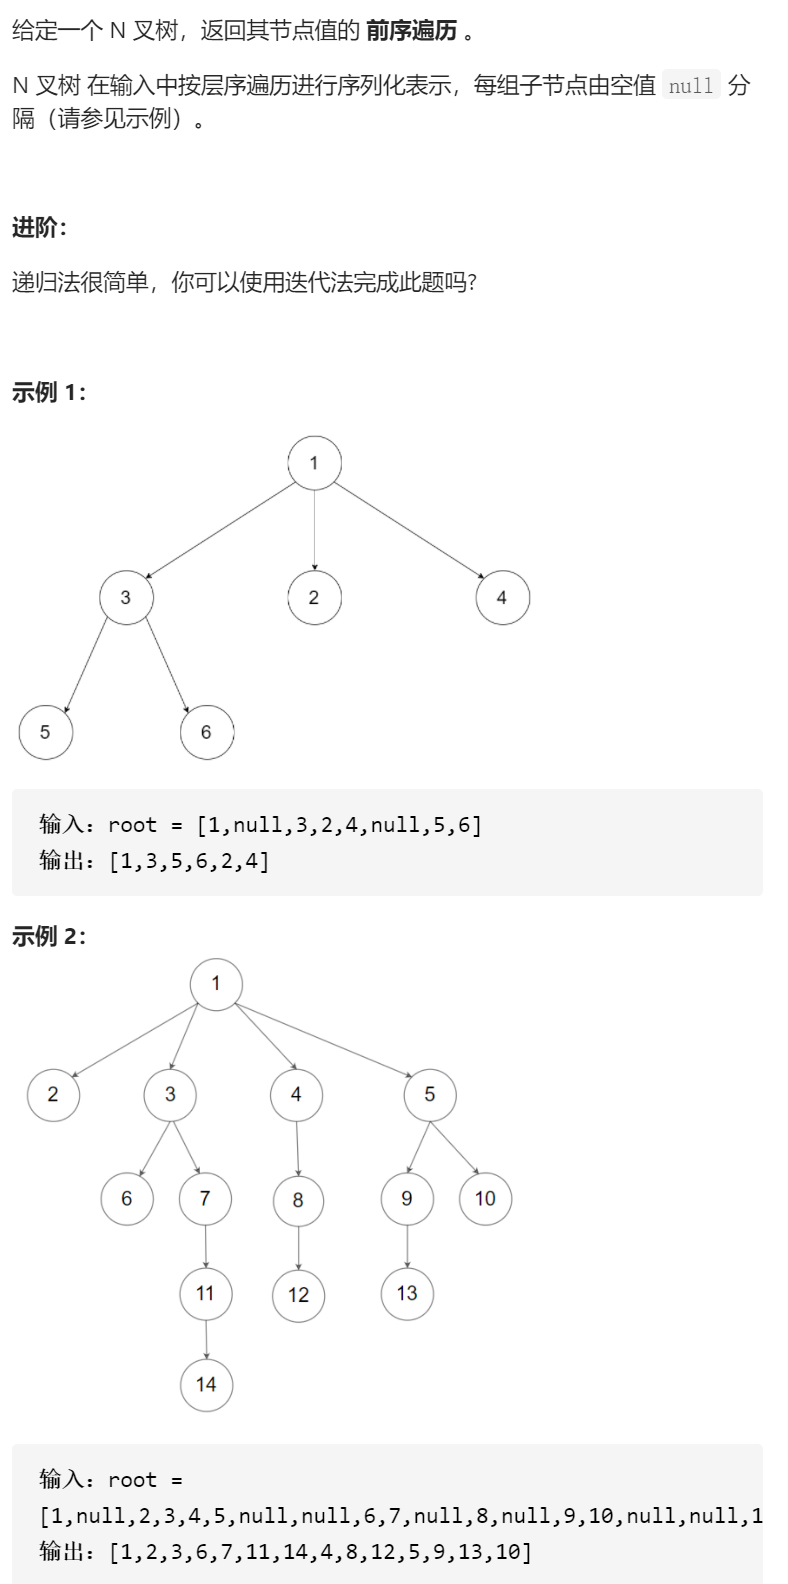 给定一个 N 叉树，返回其节点值的 前序遍历 。
N 叉树 在输入中按层序遍历进行序列化表示，每组子节点由空值 null 分
隔（请参见示例）。
进阶：
递归法很简单，你可以使用迭代法完成此题吗?
示例 1：
1
3 2 4
5 6
输入：root = [1,null,3,2,4,null,5,6]
输出：[1,3,5,6,2,4]
示例 2：
1
2 3 4 5
6 7 8 9 10
11 12 13
14
输入：root =
[1,null,2,3,4,5,null,null,6,7,null,8,null,9,10,null,null,1
输出：[1,2,3,6,7,11,14,4,8,12,5,9,13,10]